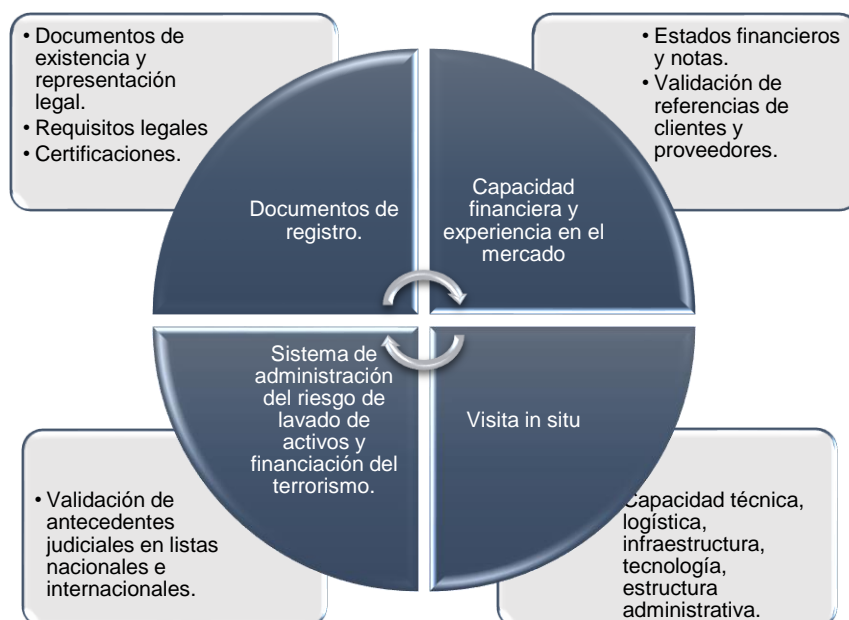 • Documentos de
existencia y
representación
legal.
• Requisitos legales
• Certificaciones.
• Estados financieros
y notas.
• Validación de
referencias de
clientes y
proveedores.
Documentos de
registro.
Capacidad
financiera y
experiencia en el
mercado
Sistema de
administración
del riesgo de
lavado de
activos y
financiación del
terrorismo.
Visita in situ
• Validación de
antecedentes
judiciales en listas
nacionales e
internacionales.
Capacidad técnica,
logística,
infraestructura,
tecnología,
estructura
administrativa.